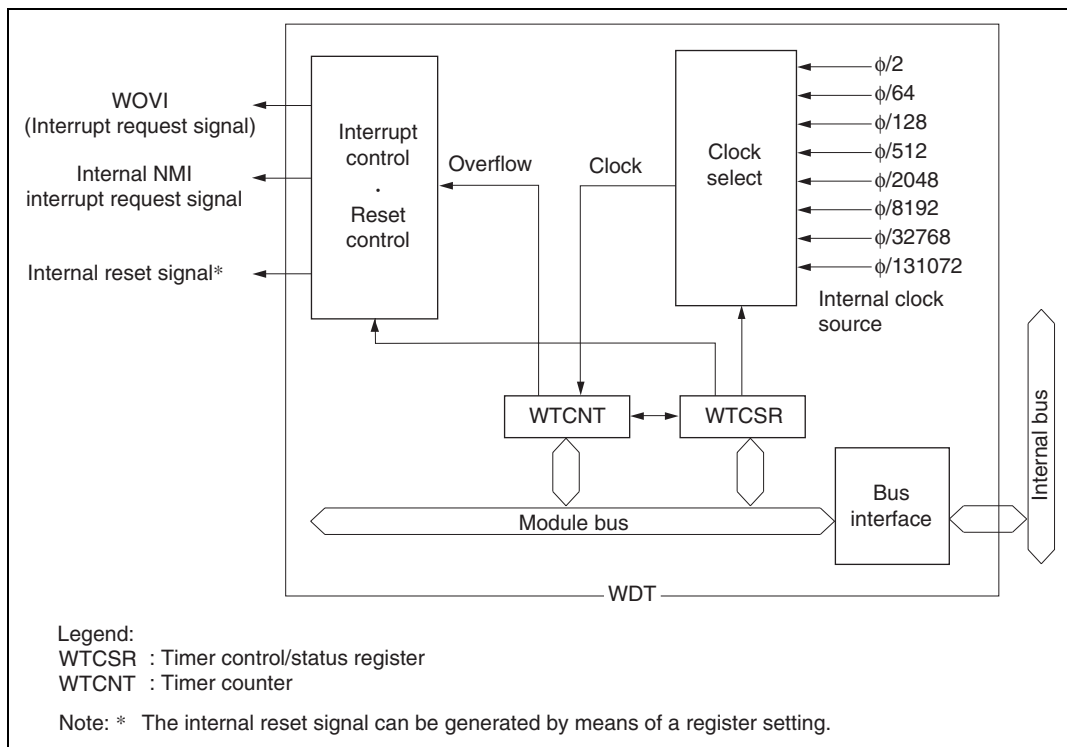 WOVI
(Interrupt request signal)
Internal NMI
interrupt request signal
Internal reset signal*
Interrupt
control
·
Reset
control
Overflow
Clock
Clock
select
ϕ/2
ϕ/64
ϕ/128
ϕ/512
ϕ/2048
ϕ/8192
ϕ/32768
ϕ/131072
Internal clock
source
WTCNT
WTCSR
Module bus
Bus
interface
Internal bus
WDT
Legend:
WTCSR : Timer control/status register
WTCNT : Timer counter
Note: * The internal reset signal can be generated by means of a register setting.